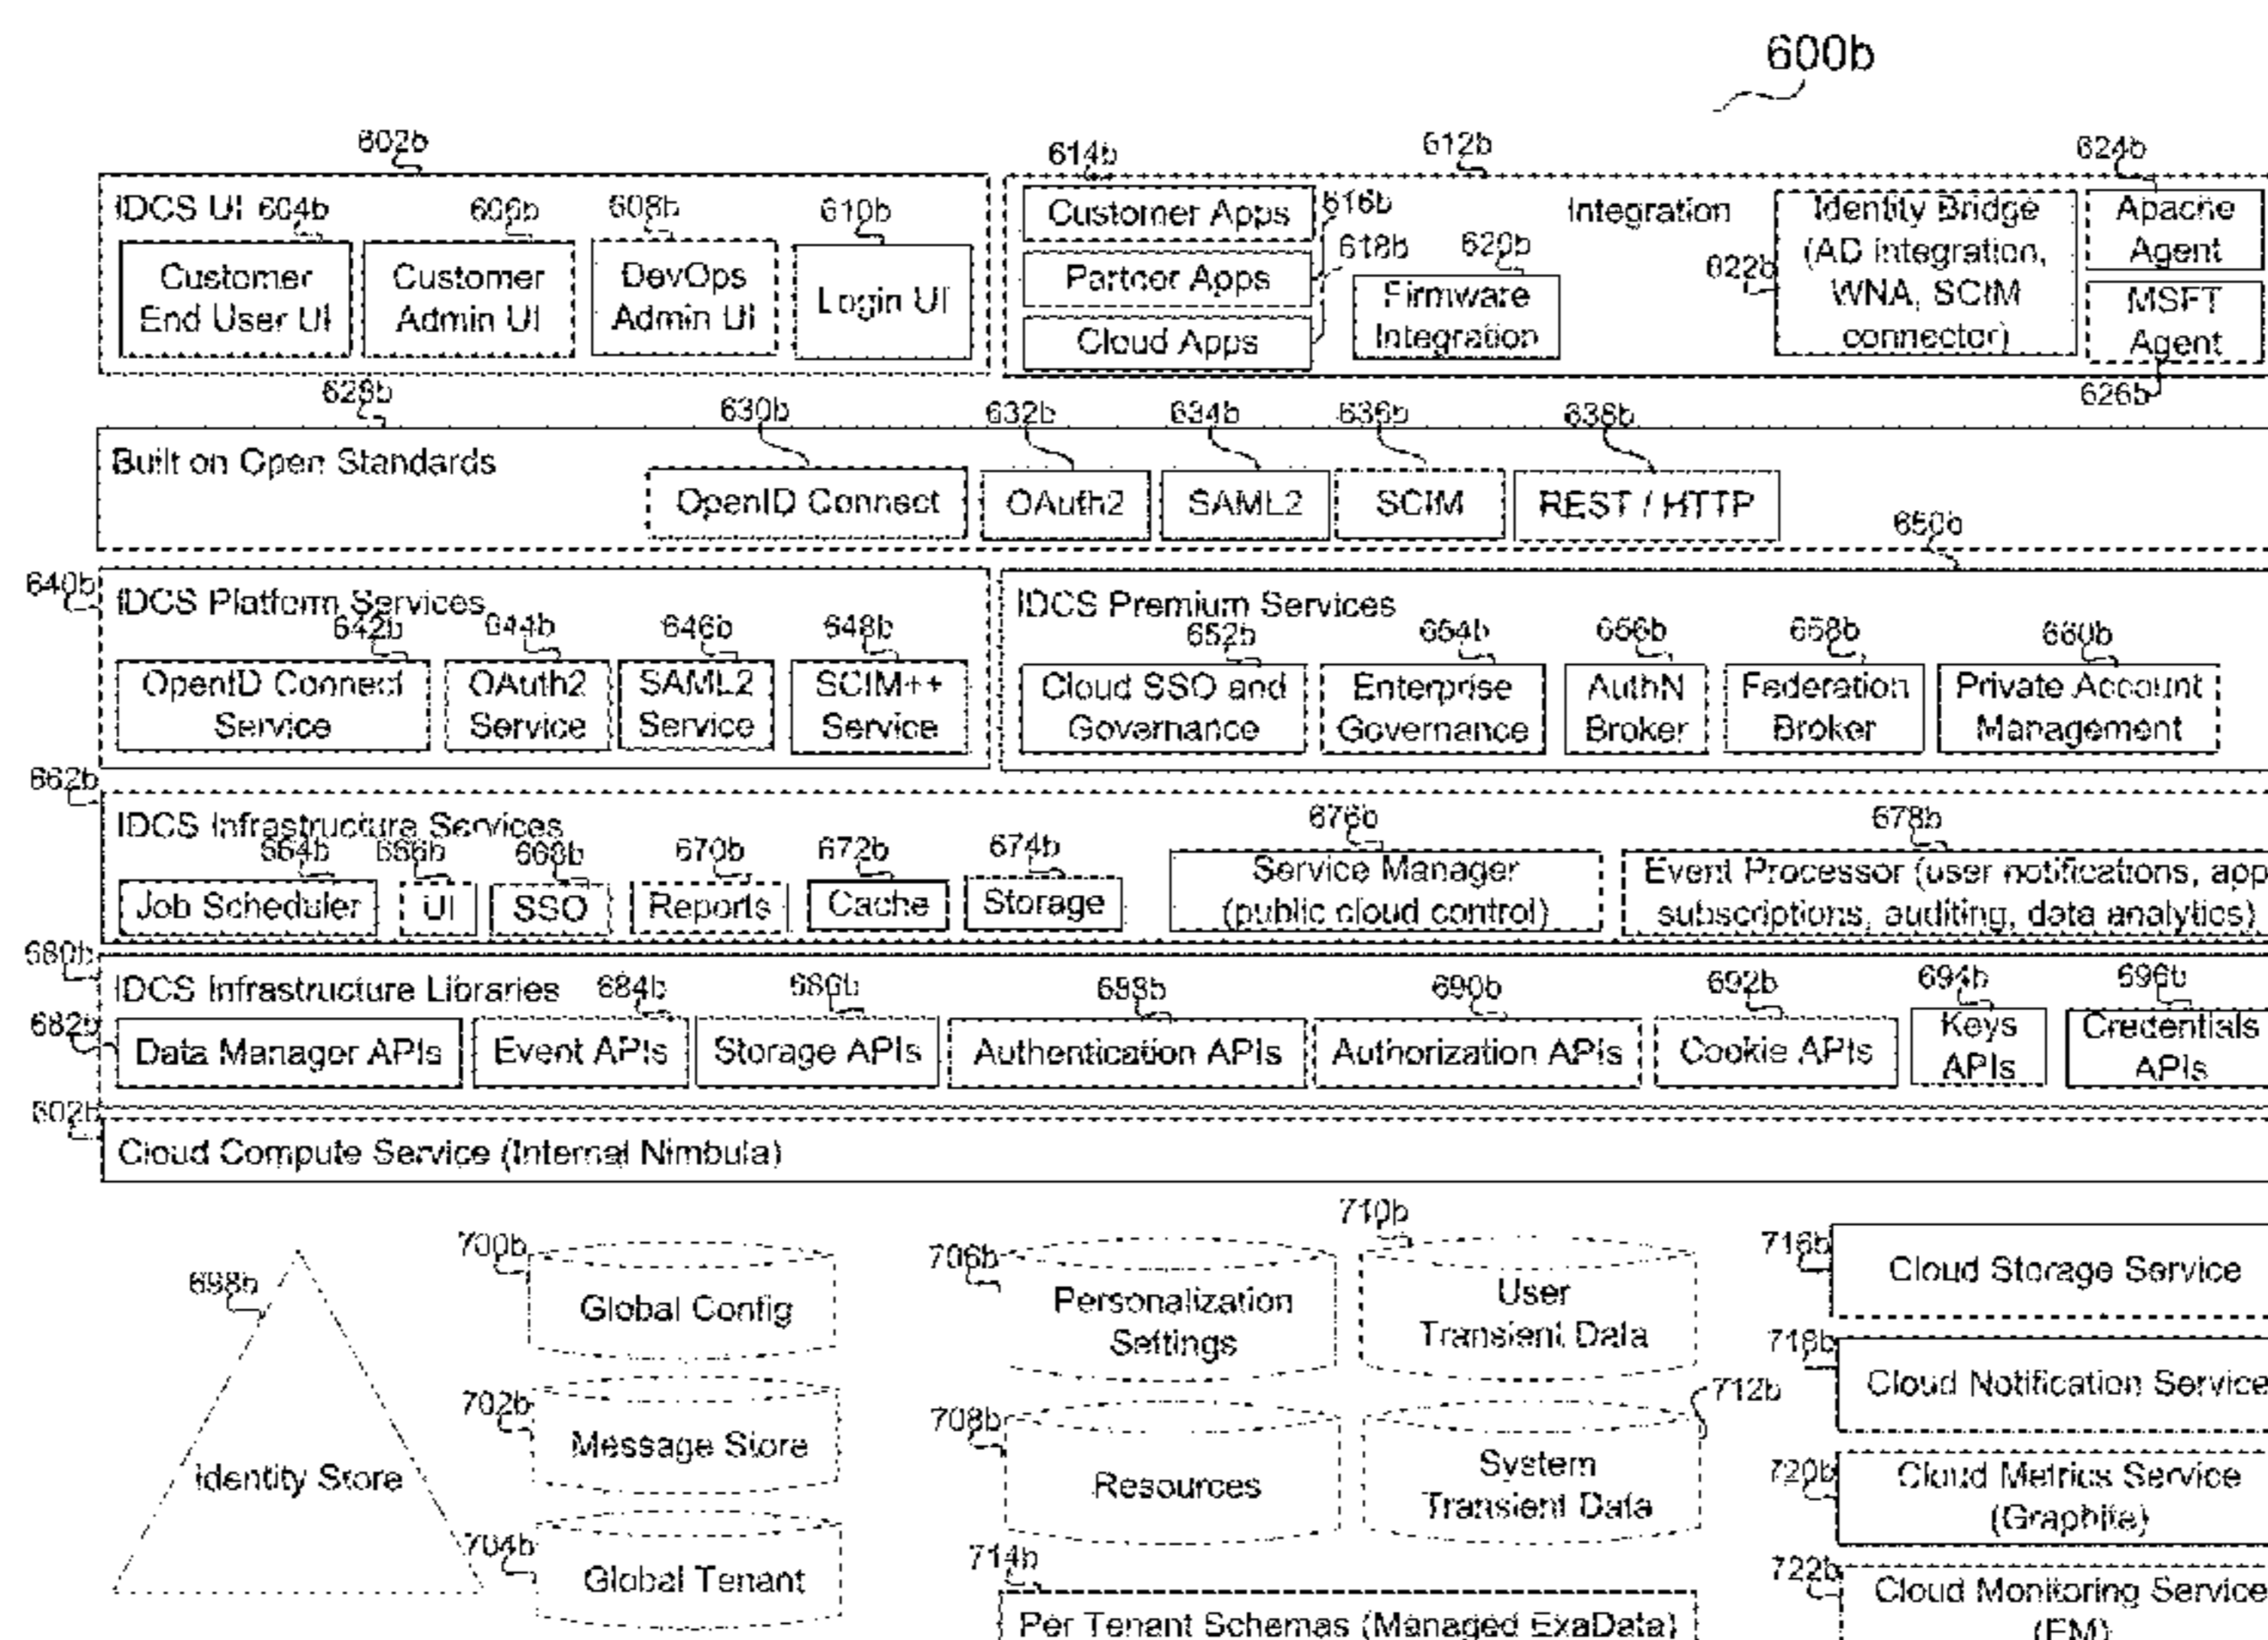 600b
602b
614b
612b
624b
IDCS UI 604b
606b
608b
610b
Customer
End User UI
Customer
Admin UI
DevOps
Admin UI
Login UI
Customer Apps
616b
Partner Apps
618b
Cloud Apps
620b
Firmware
Integration
Integration
622b
Identity Bridge
(AD integration,
WNA, SCIM
connector)
Apache
Agent
MSFT
Agent
626b
628b
630b
632b
634b
636b
638b
Built on Open Standards
OpenID Connect
OAuth2
SAML2
SCIM
REST / HTTP
650b
640b
IDCS Platform Services
642b
644b
646b
648b
OpenID Connect
Service
OAuth2
Service
SAML2
Service
SCIM++
Service
IDCS Premium Services
652b
654b
656b
658b
660b
Cloud SSO and
Governance
Enterprise
Governance
AuthN
Broker
Federation
Broker
Private Account
Management
662b
IDCS Infrastructure Services
664b
666b
668b
670b
672b
674b
676b
678b
Job Scheduler
UI
SSO
Reports
Cache
Storage
Service Manager
(public cloud control)
Event Processor (user notifications, app
subscriptions, auditing, data analytics)
680b
IDCS Infrastructure Libraries
684b
686b
688b
690b
692b
694b
696b
682b
Data Manager APIs
Event APIs
Storage APIs
Authentication APIs
Authorization APIs
Cookie APIs
Keys
APIs
Credentials
APIs
602b
Cloud Compute Service (Internal Nimbula)
698b
Identity Store
700b
Global Config
702b
Message Store
704b
Global Tenant
706b
Personalization
Settings
710b
User
Transient Data
708b
Resources
712b
System
Transient Data
714b
Per Tenant Schemas (Managed ExaData)
716b
Cloud Storage Service
718b
Cloud Notification Service
720b
Cloud Metrics Service
(Graphite)
722b
Cloud Monitoring Service
(EM)